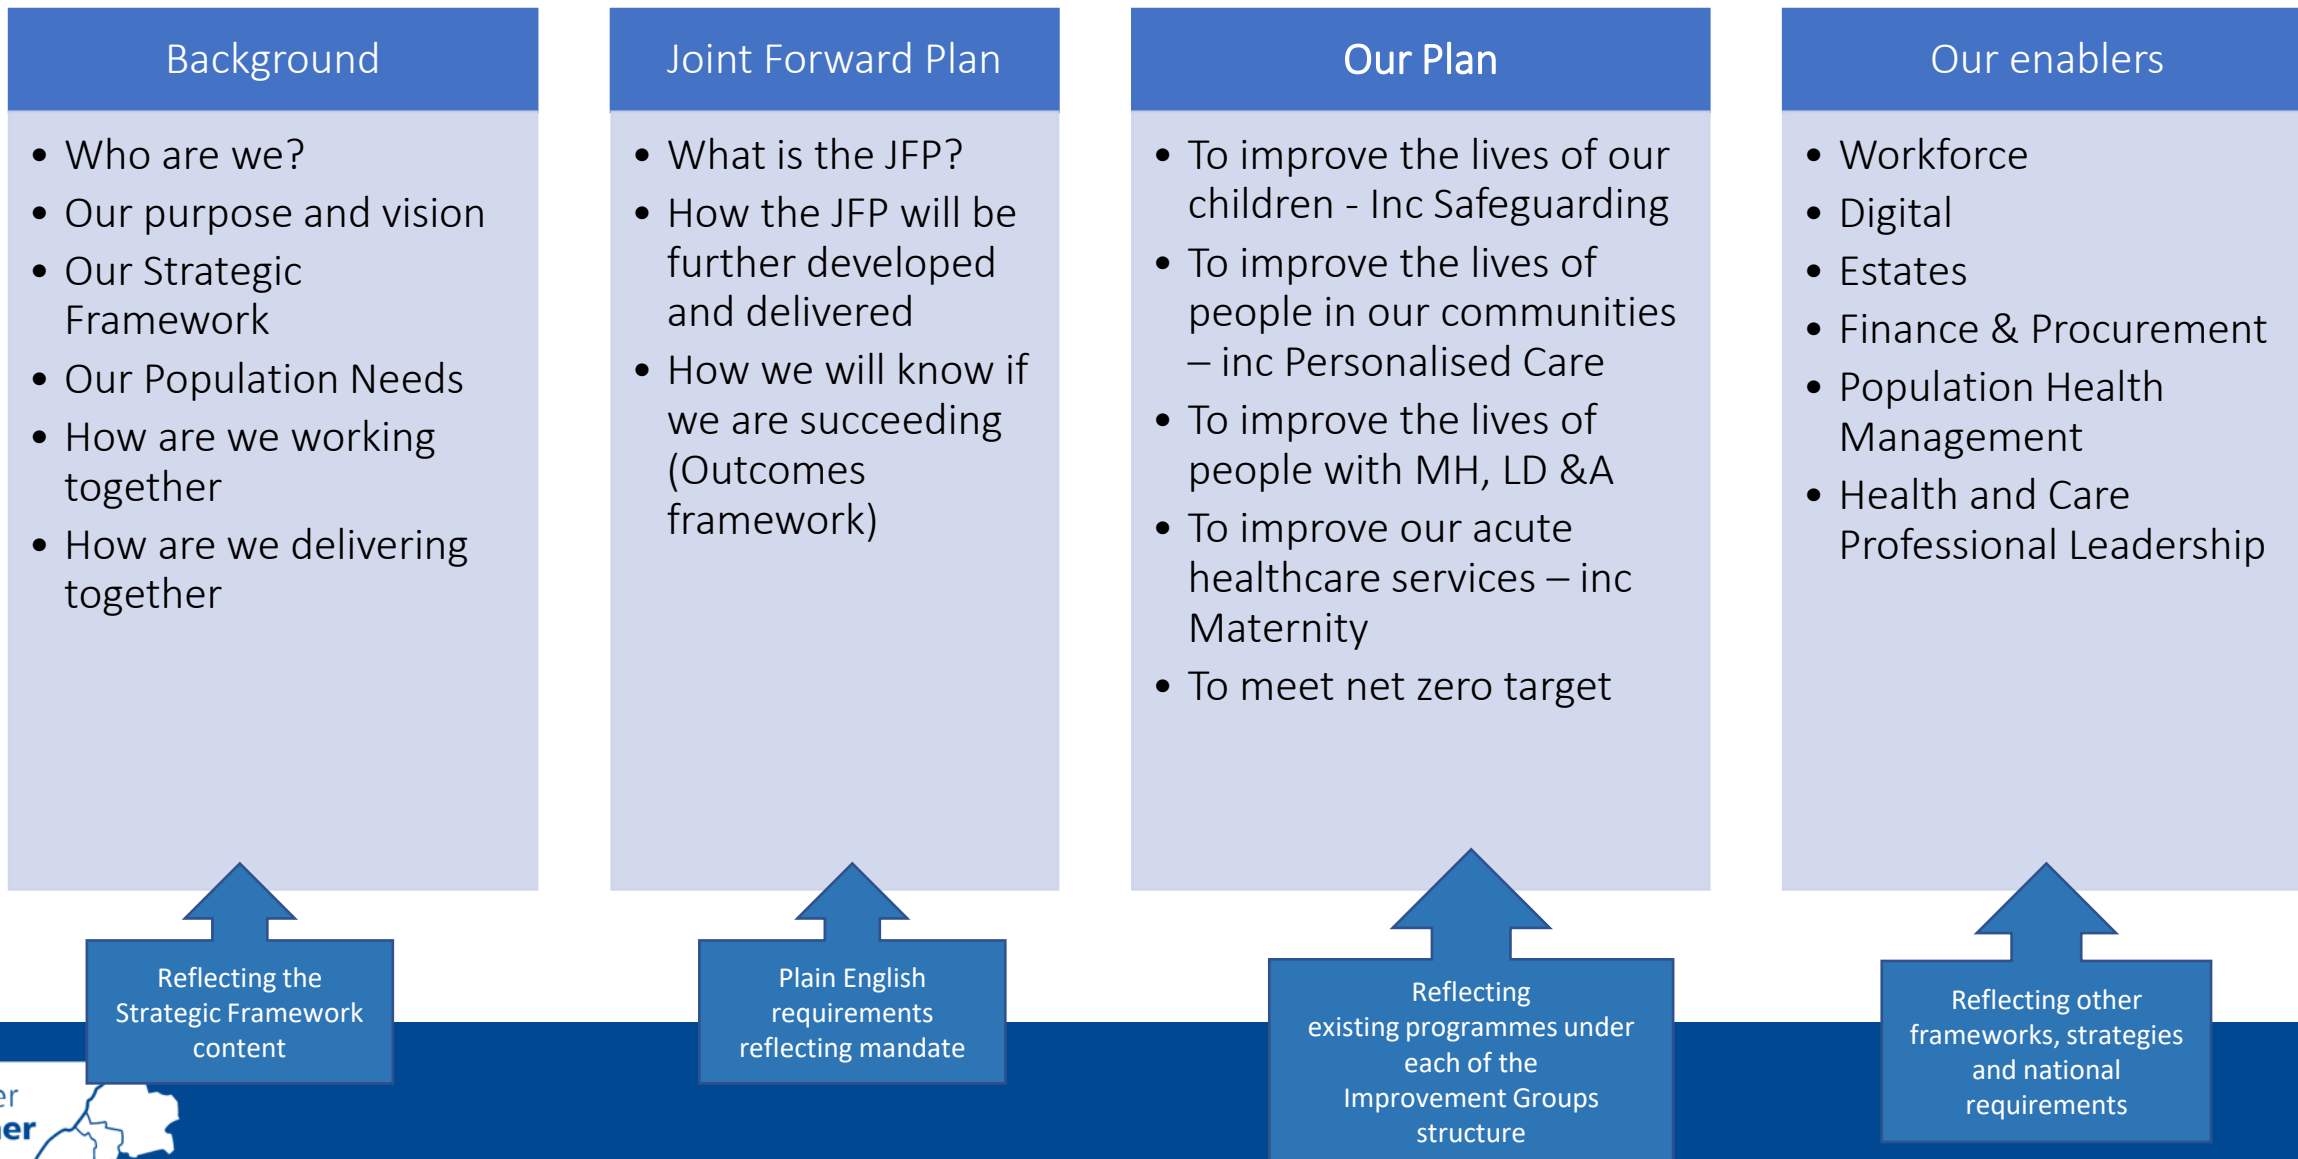 Background
• Who are we?
• Our purpose and vision
• Our Strategic
Framework
• Our Population Needs
• How are we working
together
• How are we delivering
together
Reflecting the
Strategic Framework
content
Joint Forward Plan
• What is the JFP?
• How the JFP will be
further developed
and delivered
• How we will know if
we are succeeding
(Outcomes
framework)
Plain English
requirements
reflecting mandate
Our Plan
• To improve the lives of our
children - Inc Safeguarding
• To improve the lives of
people in our communities
– inc Personalised Care
• To improve the lives of
people with MH, LD &A
• To improve our acute
healthcare services – inc
Maternity
• To meet net zero target
Reflecting
existing programmes under
each of the
Improvement Groups
structure
Our enablers
• Workforce
• Digital
• Estates
• Finance & Procurement
• Population Health
Management
• Health and Care
Professional Leadership
Reflecting other
frameworks, strategies
and national
requirements